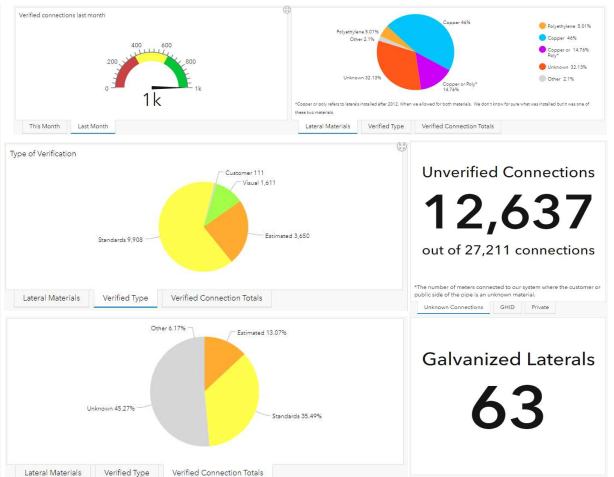 Verified connections last month
0
200
400
600
800
1k
1k
This Month
Last Month
Copper 46%
Polyethylene 5.01%
Other 2.1%
Unknown 32.13%
Copper or Poly*
14.76%
Polyethylene 5.01%
Copper 46%
Copper or 14.76%
Poly*
Unknown 32.13%
Other 2.1%
*Copper or poly refers to laterals installed after 2012. When we allowed for both materials. We don't know for sure what was installed but it was one of
these two materials.
Lateral Materials
Verified Type
Verified Connection Totals
Type of Verification
Customer 111
Visual 1,611
Estimated 3,650
Standards 9,908
Lateral Materials
Verified Type
Verified Connection Totals
Unverified Connections
12,637
out of 27,211 connections
*The number of meters connected to our system where the customer or
public side of the pipe is an unknown material.
Unknown Connections
GHID
Private
Other 6.17%
Estimated 13.07%
Unknown 45.27%
Standards 35.49%
Lateral Materials
Verified Type
Verified Connection Totals
Galvanized Laterals
63